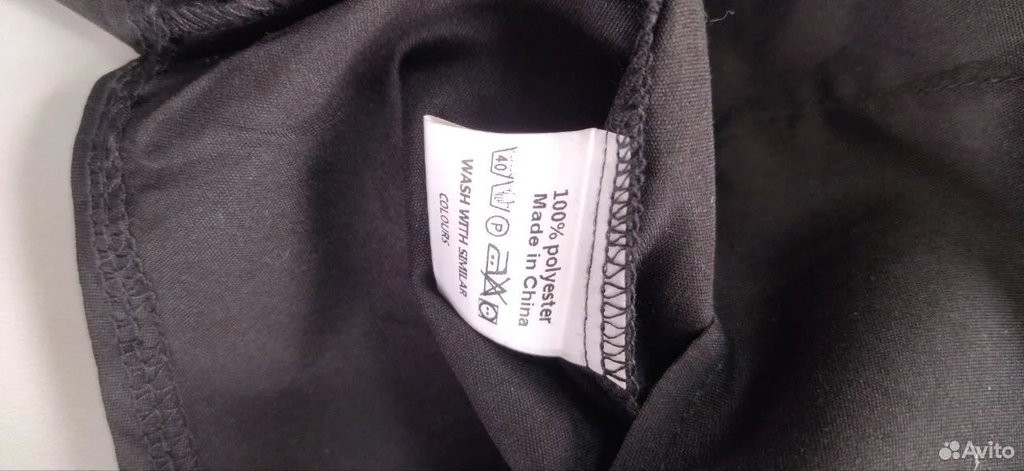 100% polyester
Made in China
40
P
WASH WITH SIMILAR
COLOURS
Avito